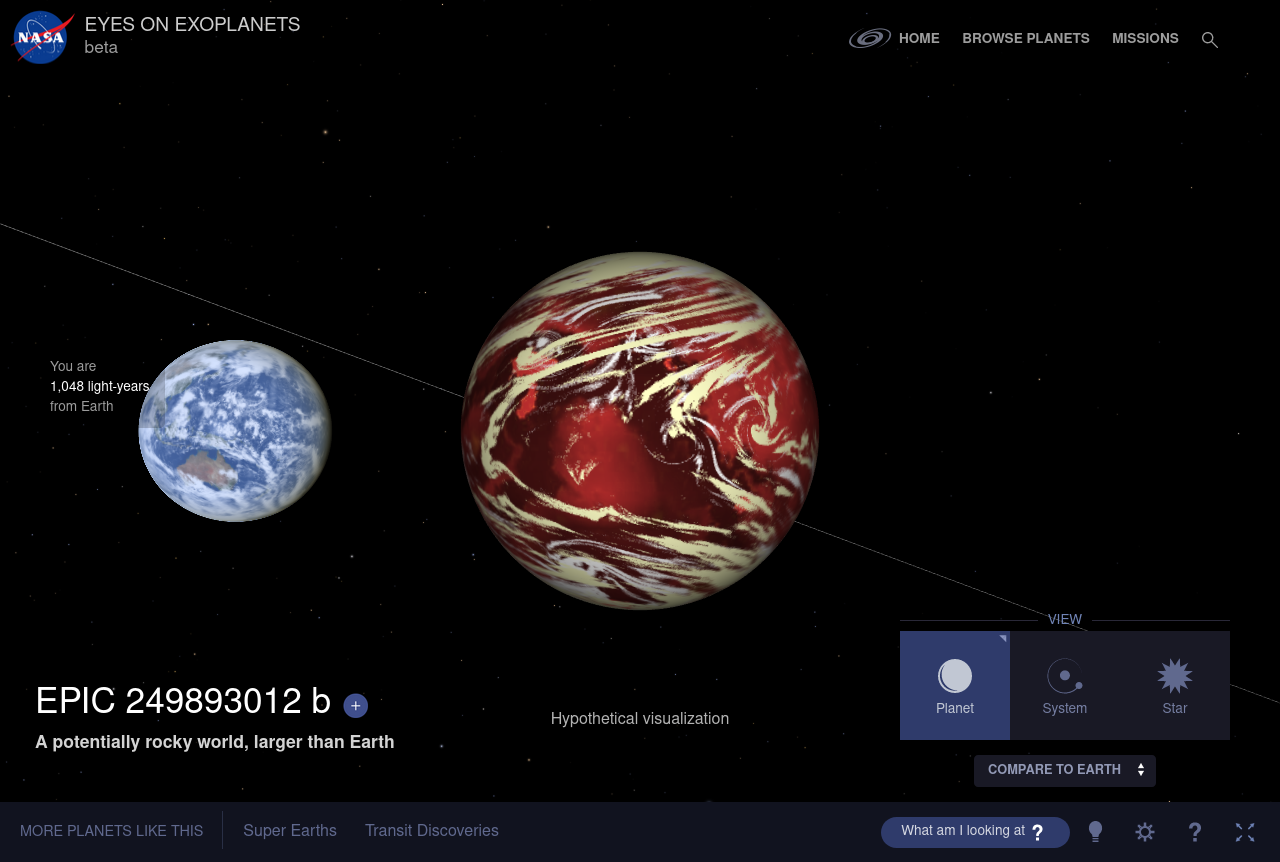 NASA
EYES ON EXOPLANETS
beta
HOME
BROWSE PLANETS
MISSIONS
You are
1,048 light-years
from Earth
VIEW
Planet
System
Star
EPIC 249893012 b +
A potentially rocky world, larger than Earth
Hypothetical visualization
COMPARE TO EARTH
MORE PLANETS LIKE THIS
Super Earths
Transit Discoveries
What am I looking at ?
?